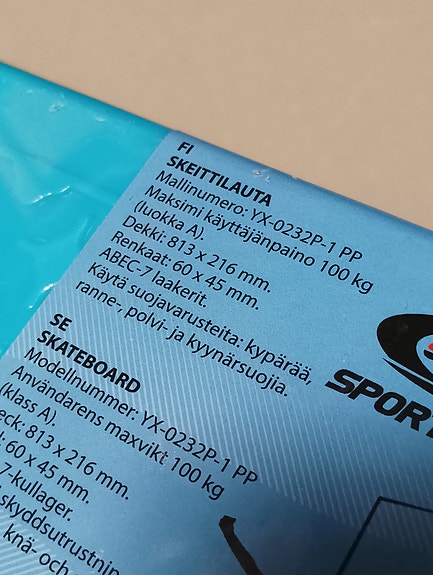 FI
SKEITTILAUTA
Mallinumero: YX-0232P-1 PP
Maksimi käyttäjänpaino 100 kg
(luokka A).
Dekki: 813 x 216 mm.
Renkaat: 60 x 45 mm.
ABEC-7 laakerit.
Käytä suojavarusteita: kypärää,
ranne-, polvi- ja kyynärsuojia.
SE
SKATEBOARD
Modellnummer: YX-0232P-1 PP
Användarens maxvikt 100 kg
(klass A).
eck: 813 x 216 mm.
: 60 x 45 mm.
7-kullager.
skyddsutrustnin
knä- och
SPOR